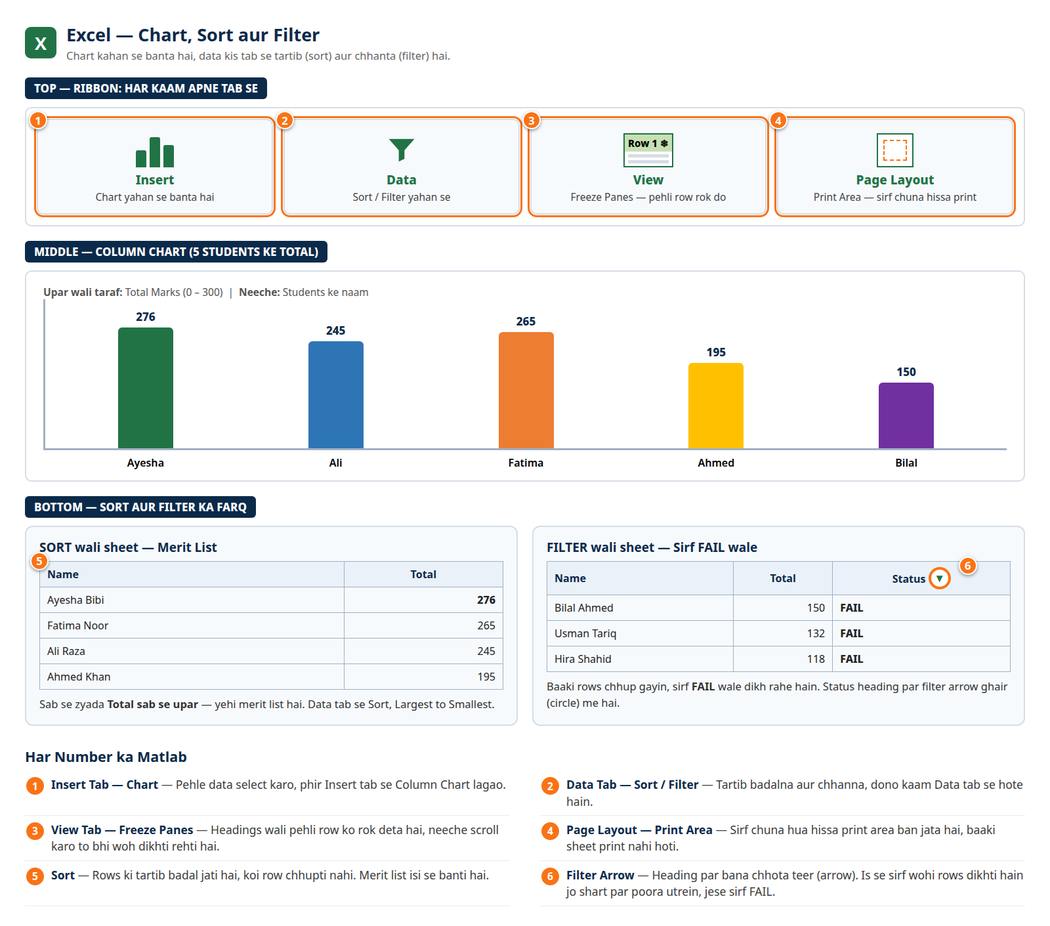 X
Excel — Chart, Sort aur Filter
Chart kahan se banta hai, data kis tab se tartib (sort) aur chhanta (filter) hai.
TOP — RIBBON: HAR KAAM APNE TAB SE
1
Insert
Chart yahan se banta hai
2
Data
Sort / Filter yahan se
3
Row 1 ✽
View
Freeze Panes — pehli row rok do
4
Page Layout
Print Area — sirf chuna hissa print
MIDDLE — COLUMN CHART (5 STUDENTS KE TOTAL)
Upar wali taraf: Total Marks (0 – 300) | Neeche: Students ke naam
276 245 265 195 150
Ayesha Ali Fatima Ahmed Bilal
BOTTOM — SORT AUR FILTER KA FARQ
SORT wali sheet — Merit List
5
Name Total
Ayesha Bibi 276
Fatima Noor 265
Ali Raza 245
Ahmed Khan 195
Sab se zyada Total sab se upar — yehi merit list hai. Data tab se Sort, Largest to Smallest.
FILTER wali sheet — Sirf FAIL wale
6
Name Total Status ▼
Bilal Ahmed 150 FAIL
Usman Tariq 132 FAIL
Hira Shahid 118 FAIL
Baaki rows chhup gayin, sirf FAIL wale dikh rahe hain. Status heading par filter arrow ghair
(circle) me hai.
Har Number ka Matlab
1 Insert Tab — Chart — Pehle data select karo, phir Insert tab se Column Chart lagao.
2 Data Tab — Sort / Filter — Tartib badalna aur chhanna, dono kaam Data tab se hote
hain.
3 View Tab — Freeze Panes — Headings wali pehli row ko rok deta hai, neeche scroll
karo to bhi woh dikhti rehti hai.
4 Page Layout — Print Area — Sirf chuna hua hissa print area ban jata hai, baaki
sheet print nahi hoti.
5 Sort — Rows ki tartib badal jati hai, koi row chhupti nahi. Merit list isi se banti hai.
6 Filter Arrow — Heading par bana chhota teer (arrow). Is se sirf wohi rows dikhti hain
jo shart par poora utrein, jese sirf FAIL.